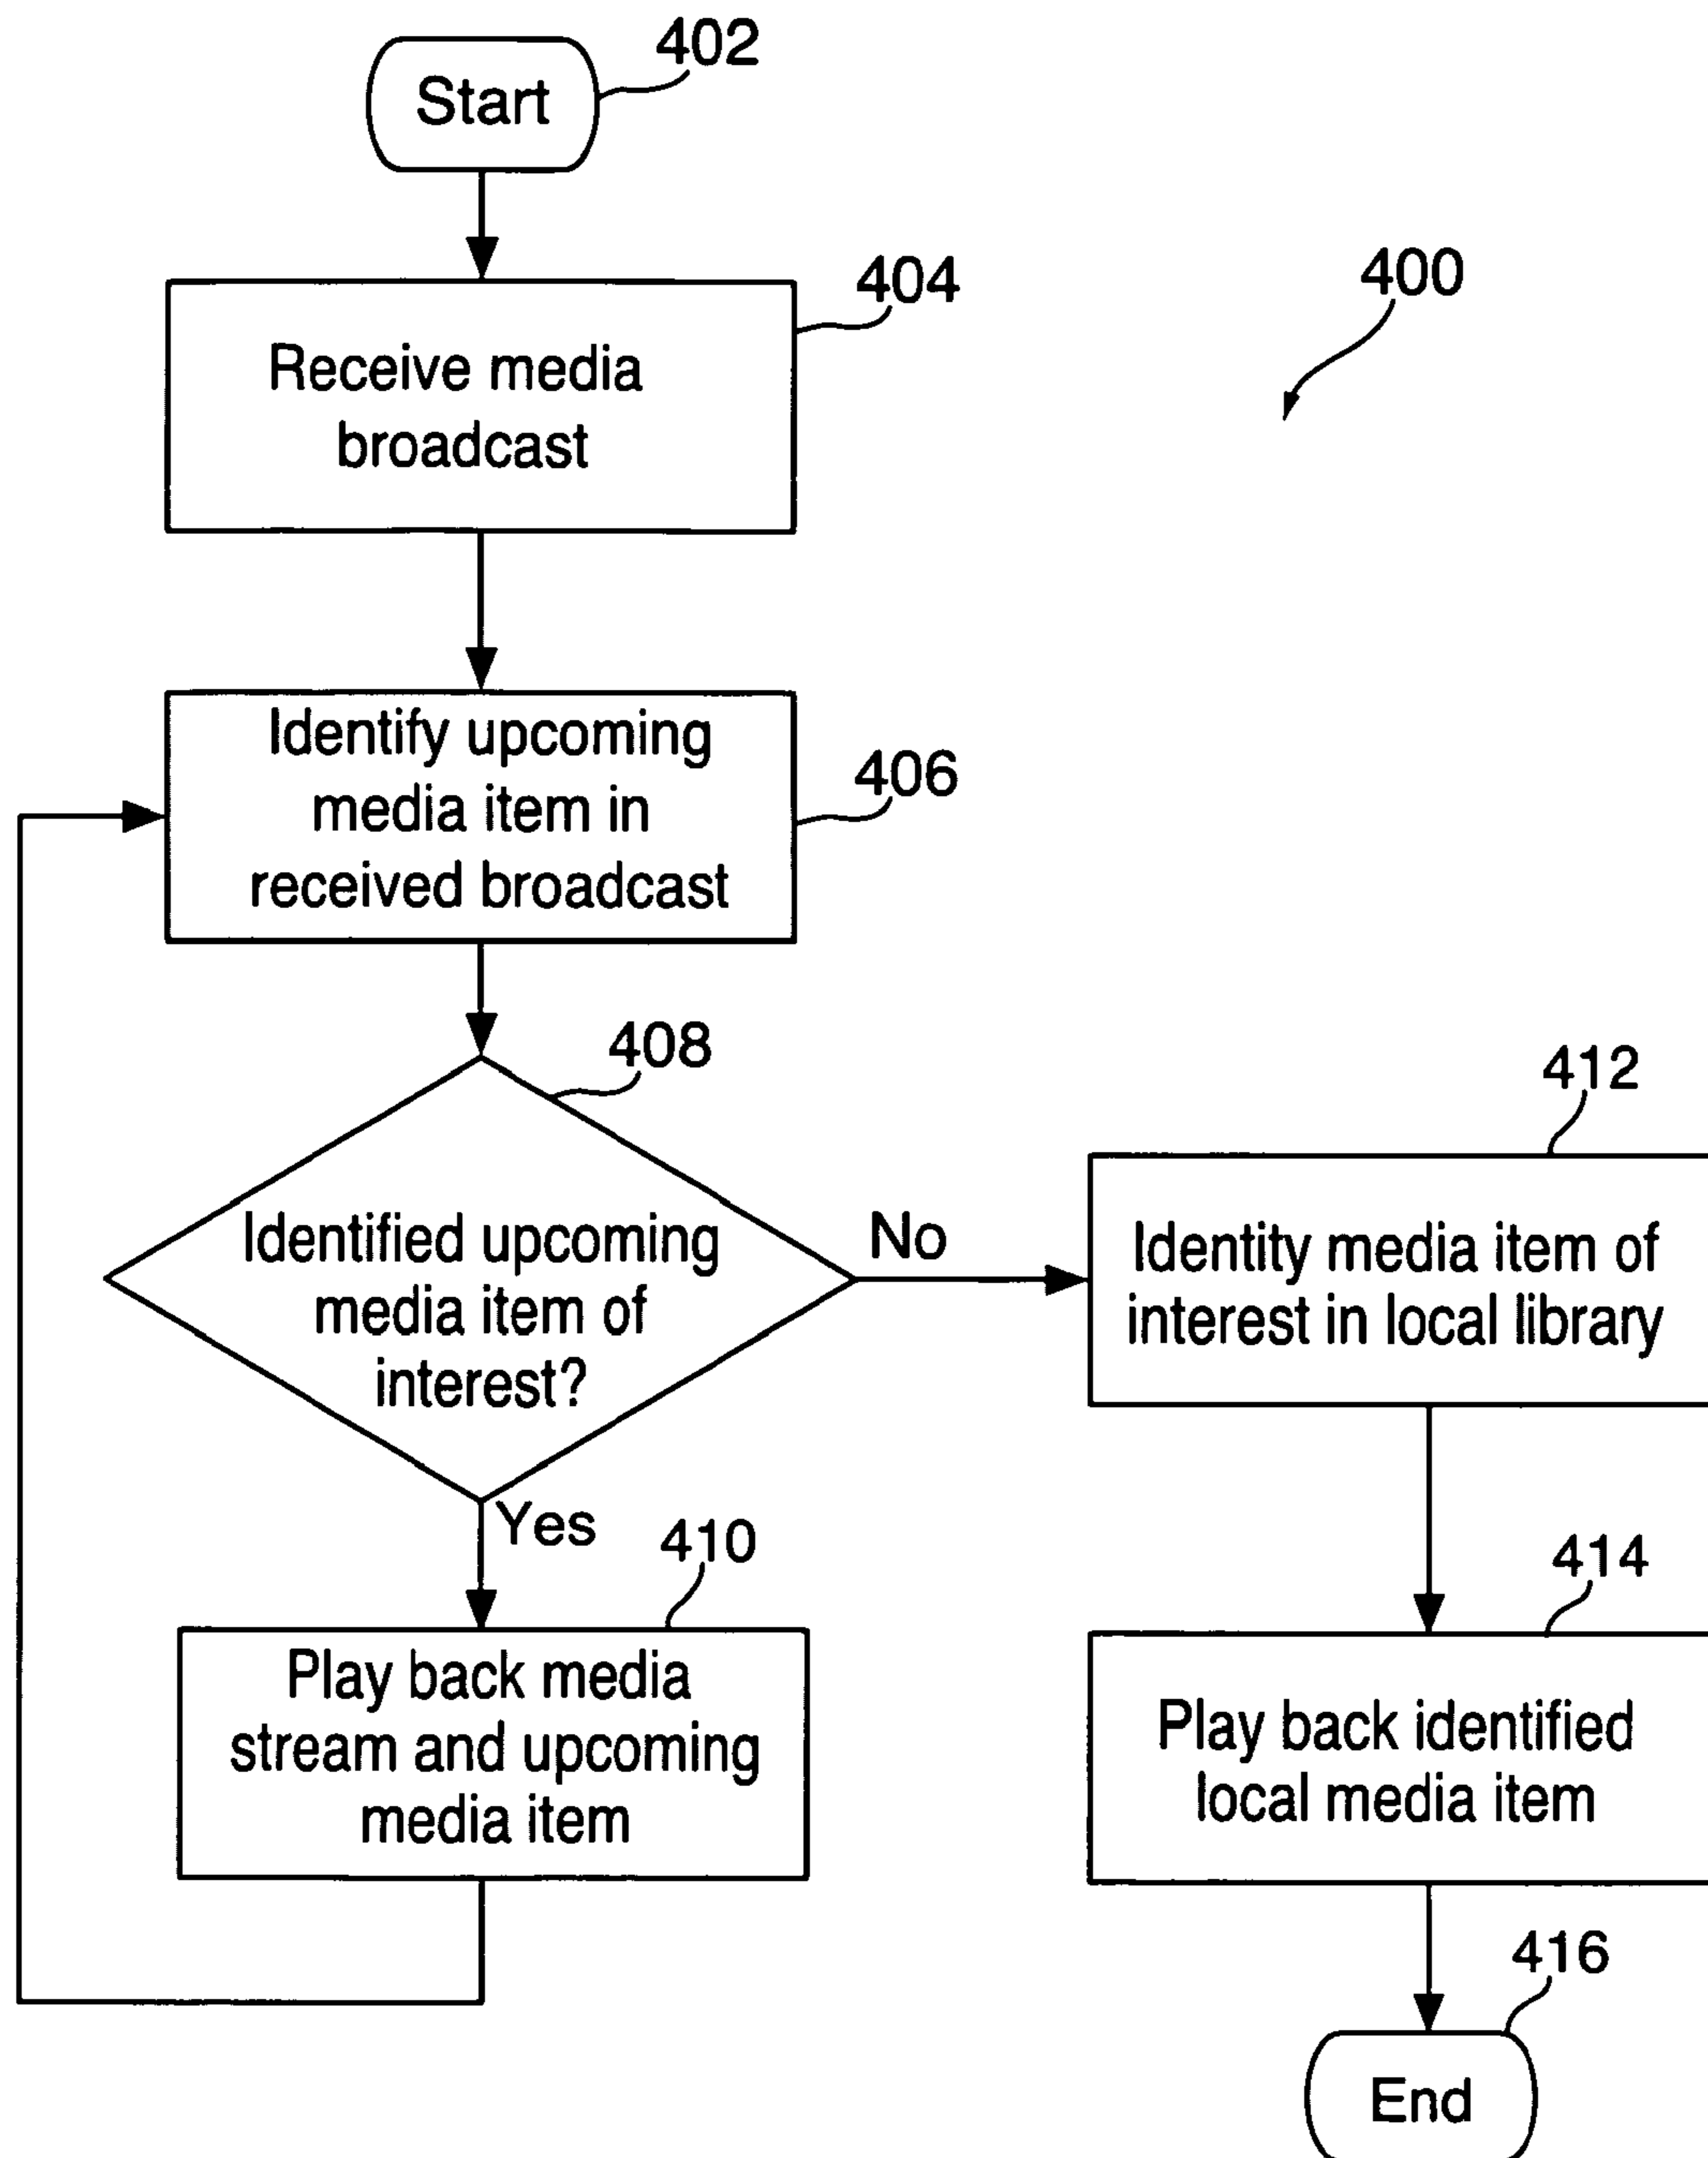 402
Start
404
400
Receive media
broadcast
Identify upcoming
media item in
received broadcast
406
408
Identified upcoming
media item of
interest?
No
412
Identity media item of
interest in local library
Yes
410
414
Play back media
stream and upcoming
media item
Play back identified
local media item
416
End